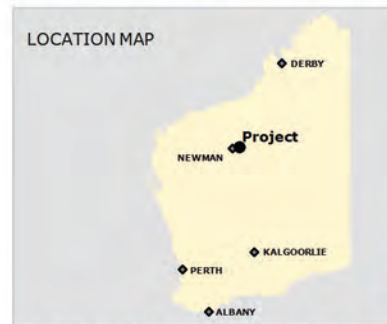 LOCATION MAP
DERBY
Project
NEWMAN
KALGOORLIE
PERTH
ALBANY